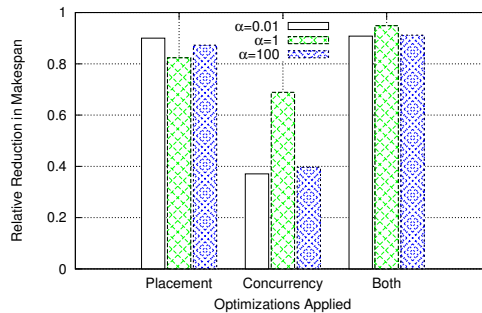 Relative Reduction in Makespan
1
0.8
0.6
0.4
0.2
0
α=0.01
α=1
α=100
Placement Concurrency Both
Optimizations Applied